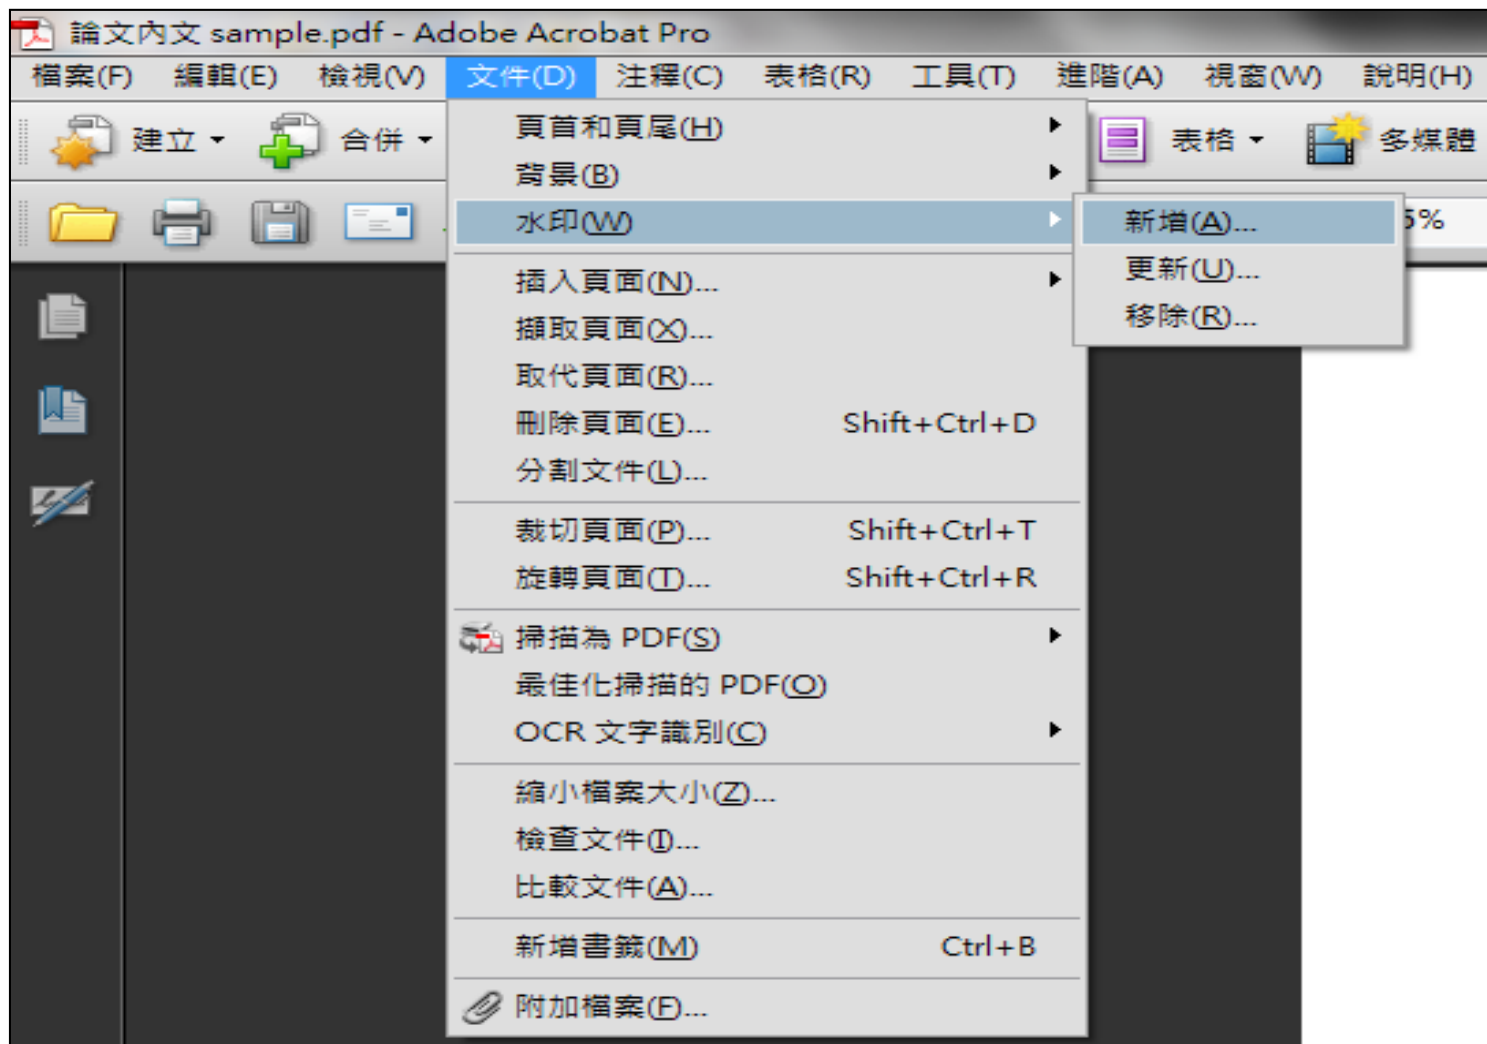 論文內文 sample.pdf - Adobe Acrobat Pro
檔案(F) 編輯(E) 檢視(V) 文件(D) 注釋(C) 表格(R) 工具(T) 進階(A) 視窗(W) 說明(H)
建立 合併 表格 多媒體
頁首和頁尾(H)
背景(B)
水印(W)
新增(A)...
更新(U)...
移除(R)...
插入頁面(N)...
擷取頁面(X)...
取代頁面(R)...
刪除頁面(E)... Shift+Ctrl+D
分割文件(L)...
裁切頁面(P)... Shift+Ctrl+T
旋轉頁面(T)... Shift+Ctrl+R
掃描為 PDF(S)
最佳化掃描的 PDF(O)
OCR 文字識別(C)
縮小檔案大小(Z)...
檢查文件(I)...
比較文件(A)...
新增書籤(M) Ctrl+B
附加檔案(F)...